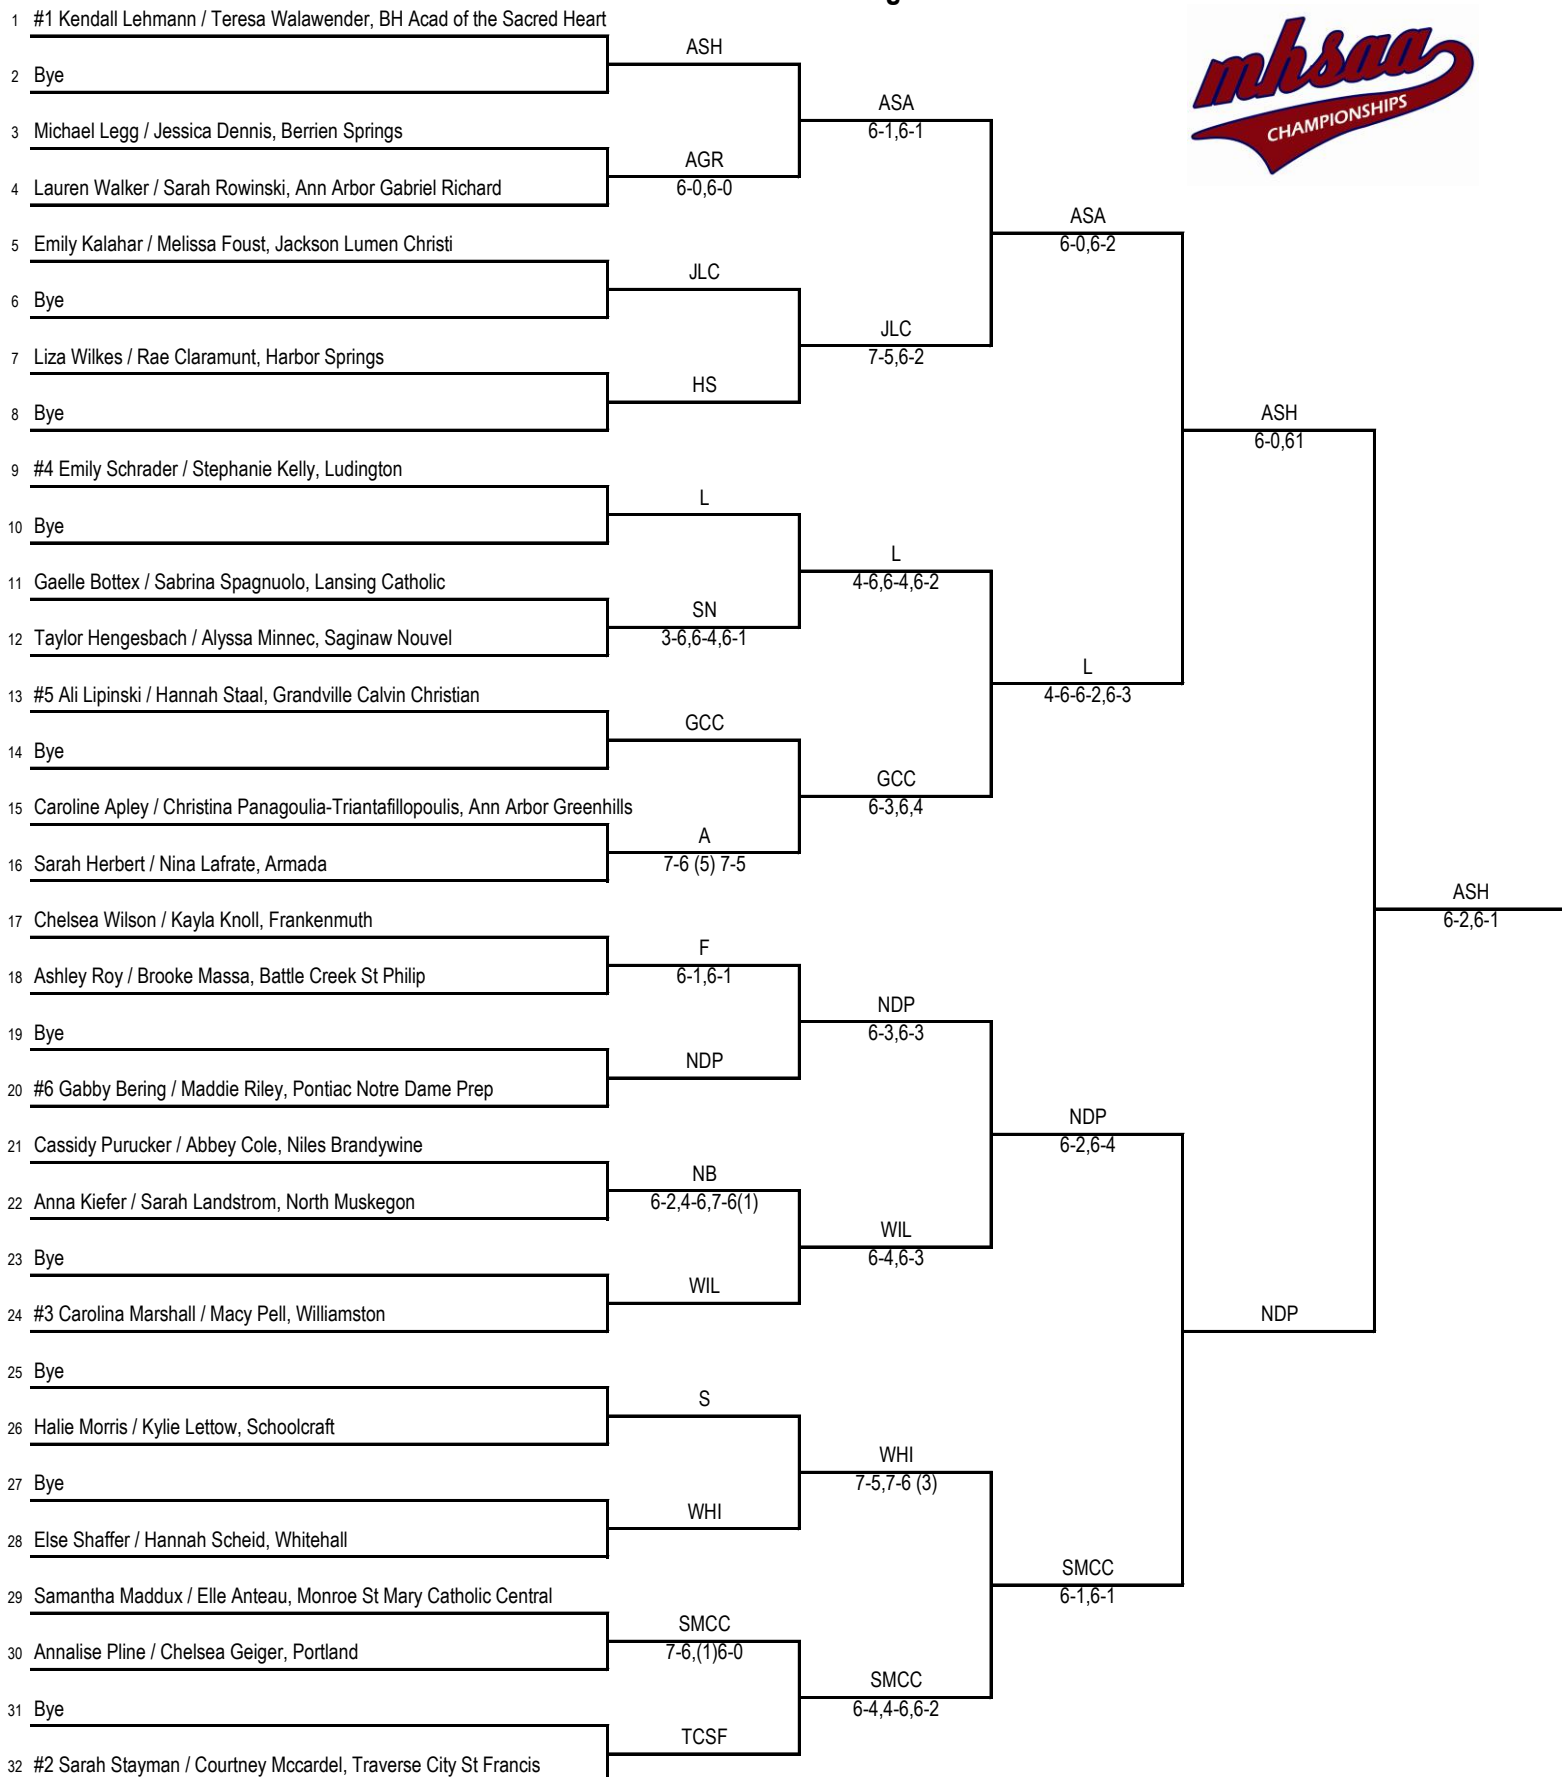 g
mhsaa
CHAMPIONSHIPS
1 #1 Kendall Lehmann / Teresa Walawender, BH Acad of the Sacred Heart
ASH
2 Bye
ASA
6-1,6-1
3 Michael Legg / Jessica Dennis, Berrien Springs
AGR
6-0,6-0
4 Lauren Walker / Sarah Rowinski, Ann Arbor Gabriel Richard
ASA
6-0,6-2
5 Emily Kalahar / Melissa Foust, Jackson Lumen Christi
JLC
6 Bye
JLC
7-5,6-2
7 Liza Wilkes / Rae Claramunt, Harbor Springs
HS
8 Bye
ASH
6-0,61
9 #4 Emily Schrader / Stephanie Kelly, Ludington
L
10 Bye
L
4-6,6-4,6-2
11 Gaelle Bottex / Sabrina Spagnuolo, Lansing Catholic
SN
3-6,6-4,6-1
12 Taylor Hengesbach / Alyssa Minnec, Saginaw Nouvel
L
4-6-6-2,6-3
13 #5 Ali Lipinski / Hannah Staal, Grandville Calvin Christian
GCC
14 Bye
GCC
6-3,6,4
15 Caroline Apley / Christina Panagoulia-Triantafillopoulis, Ann Arbor Greenhills
A
7-6 (5) 7-5
16 Sarah Herbert / Nina Lafrate, Armada
ASH
6-2,6-1
17 Chelsea Wilson / Kayla Knoll, Frankenmuth
F
6-1,6-1
18 Ashley Roy / Brooke Massa, Battle Creek St Philip
NDP
6-3,6-3
19 Bye
NDP
20 #6 Gabby Bering / Maddie Riley, Pontiac Notre Dame Prep
NDP
6-2,6-4
21 Cassidy Purucker / Abbey Cole, Niles Brandywine
NB
6-2,4-6,7-6(1)
22 Anna Kiefer / Sarah Landstrom, North Muskegon
WIL
6-4,6-3
23 Bye
WIL
24 #3 Carolina Marshall / Macy Pell, Williamston
NDP
25 Bye
S
26 Halie Morris / Kylie Lettow, Schoolcraft
WHI
7-5,7-6 (3)
27 Bye
WHI
28 Else Shaffer / Hannah Scheid, Whitehall
SMCC
6-1,6-1
29 Samantha Maddux / Elle Anteau, Monroe St Mary Catholic Central
SMCC
7-6,(1)6-0
30 Annalise Pline / Chelsea Geiger, Portland
SMCC
6-4,4-6,6-2
31 Bye
TCSF
32 #2 Sarah Stayman / Courtney Mccardel, Traverse City St Francis